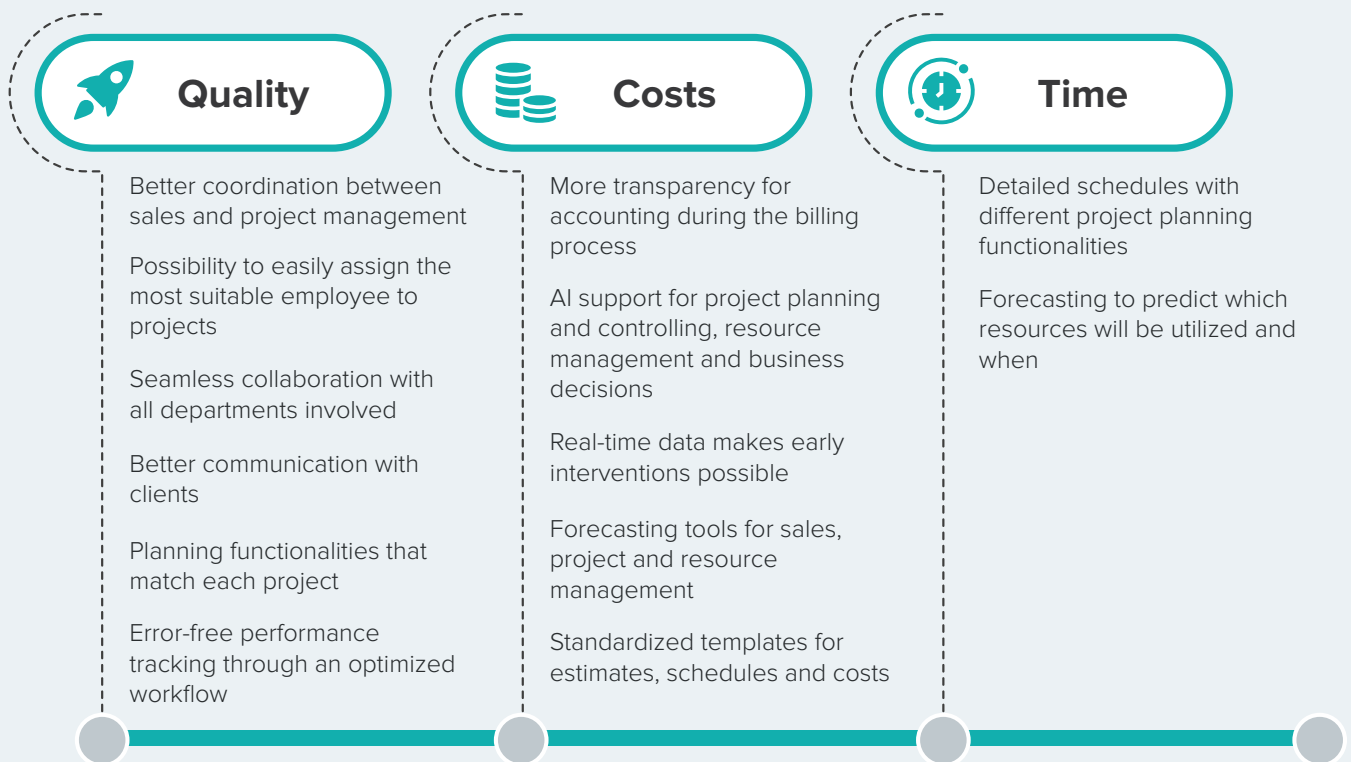 Quality
Better coordination between
sales and project management
Possibility to easily assign the
most suitable employee to
projects
Seamless collaboration with
all departments involved
Better communication with
clients
Planning functionalities that
match each project
Error-free performance
tracking through an optimized
workflow
Costs
More transparency for
accounting during the billing
process
AI support for project planning
and controlling, resource
management and business
decisions
Real-time data makes early
interventions possible
Forecasting tools for sales,
project and resource
management
Standardized templates for
estimates, schedules and costs
Time
Detailed schedules with
different project planning
functionalities
Forecasting to predict which
resources will be utilized and
when